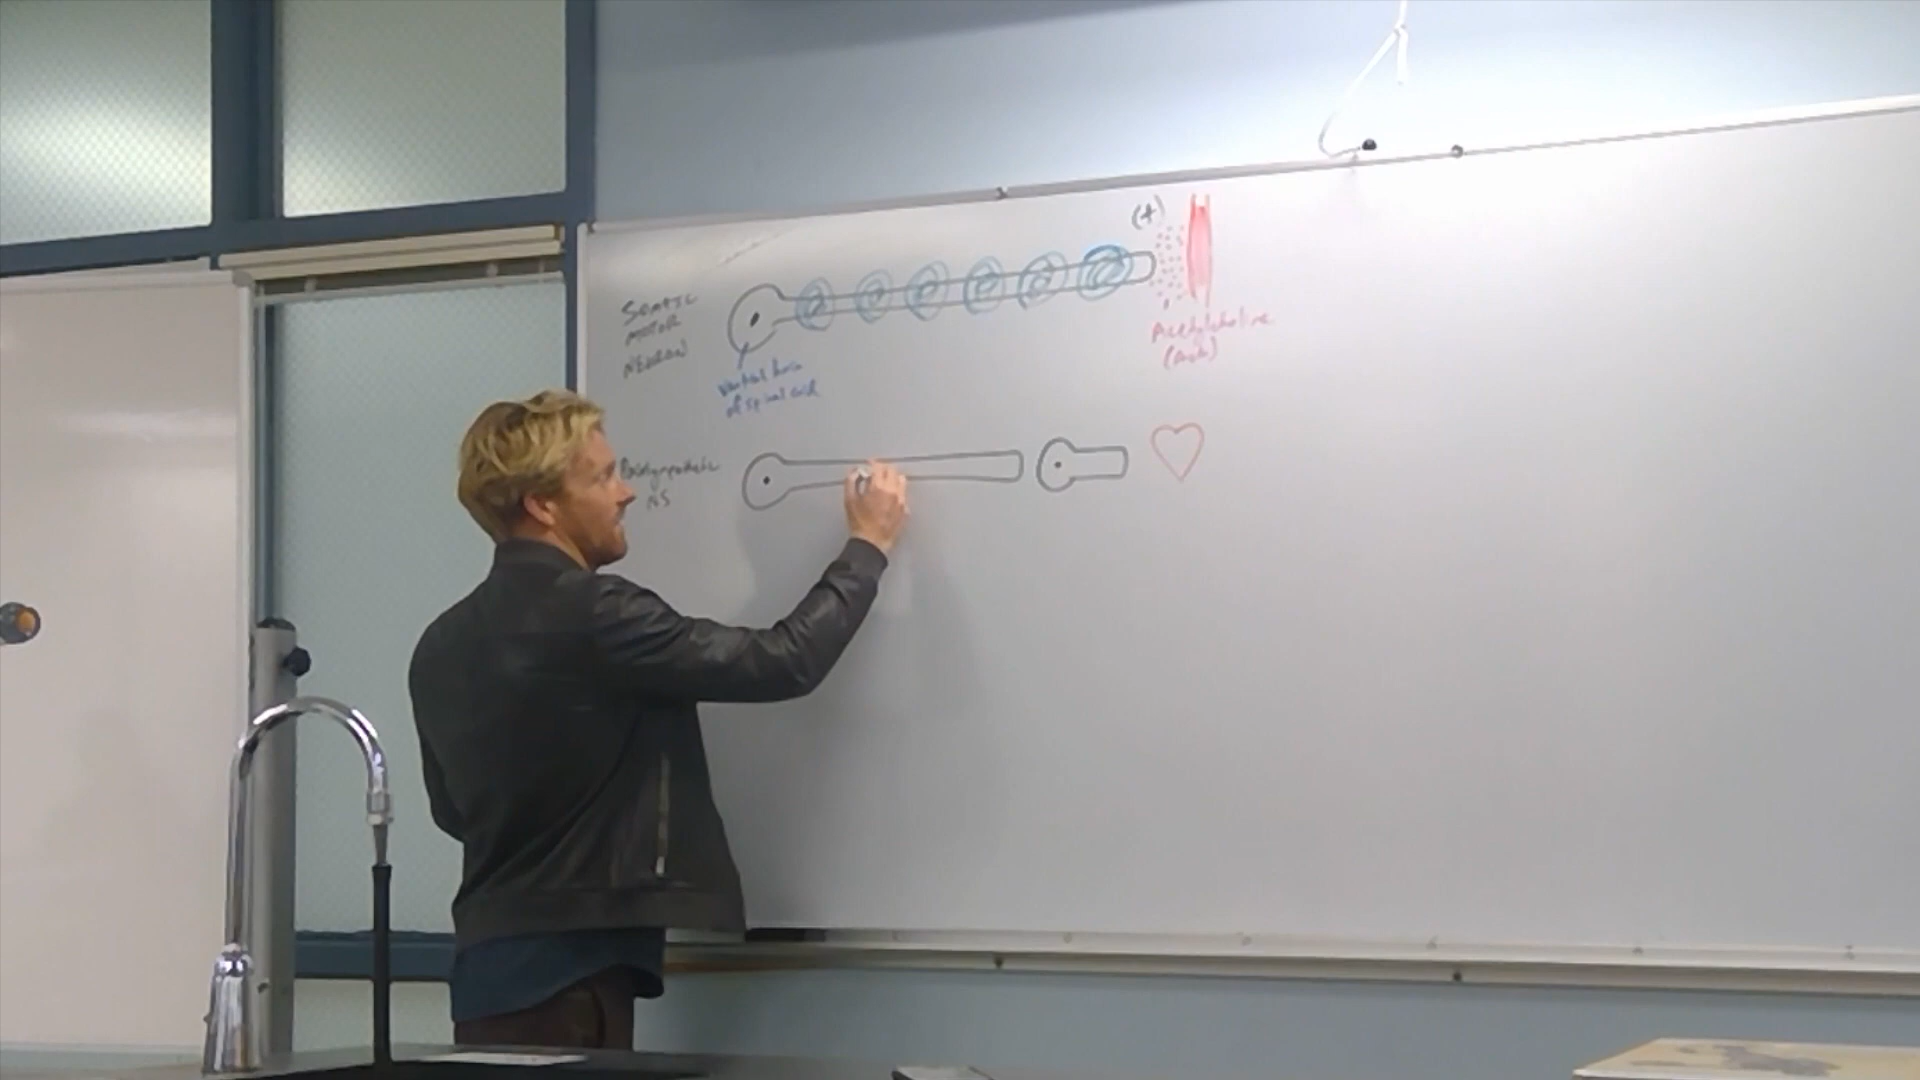 SOMATIC
MOTOR
NEURON
(+)
Acetylcholine
(Ach)
Ventral horn
of spinal cord
Parasympathetic
NS